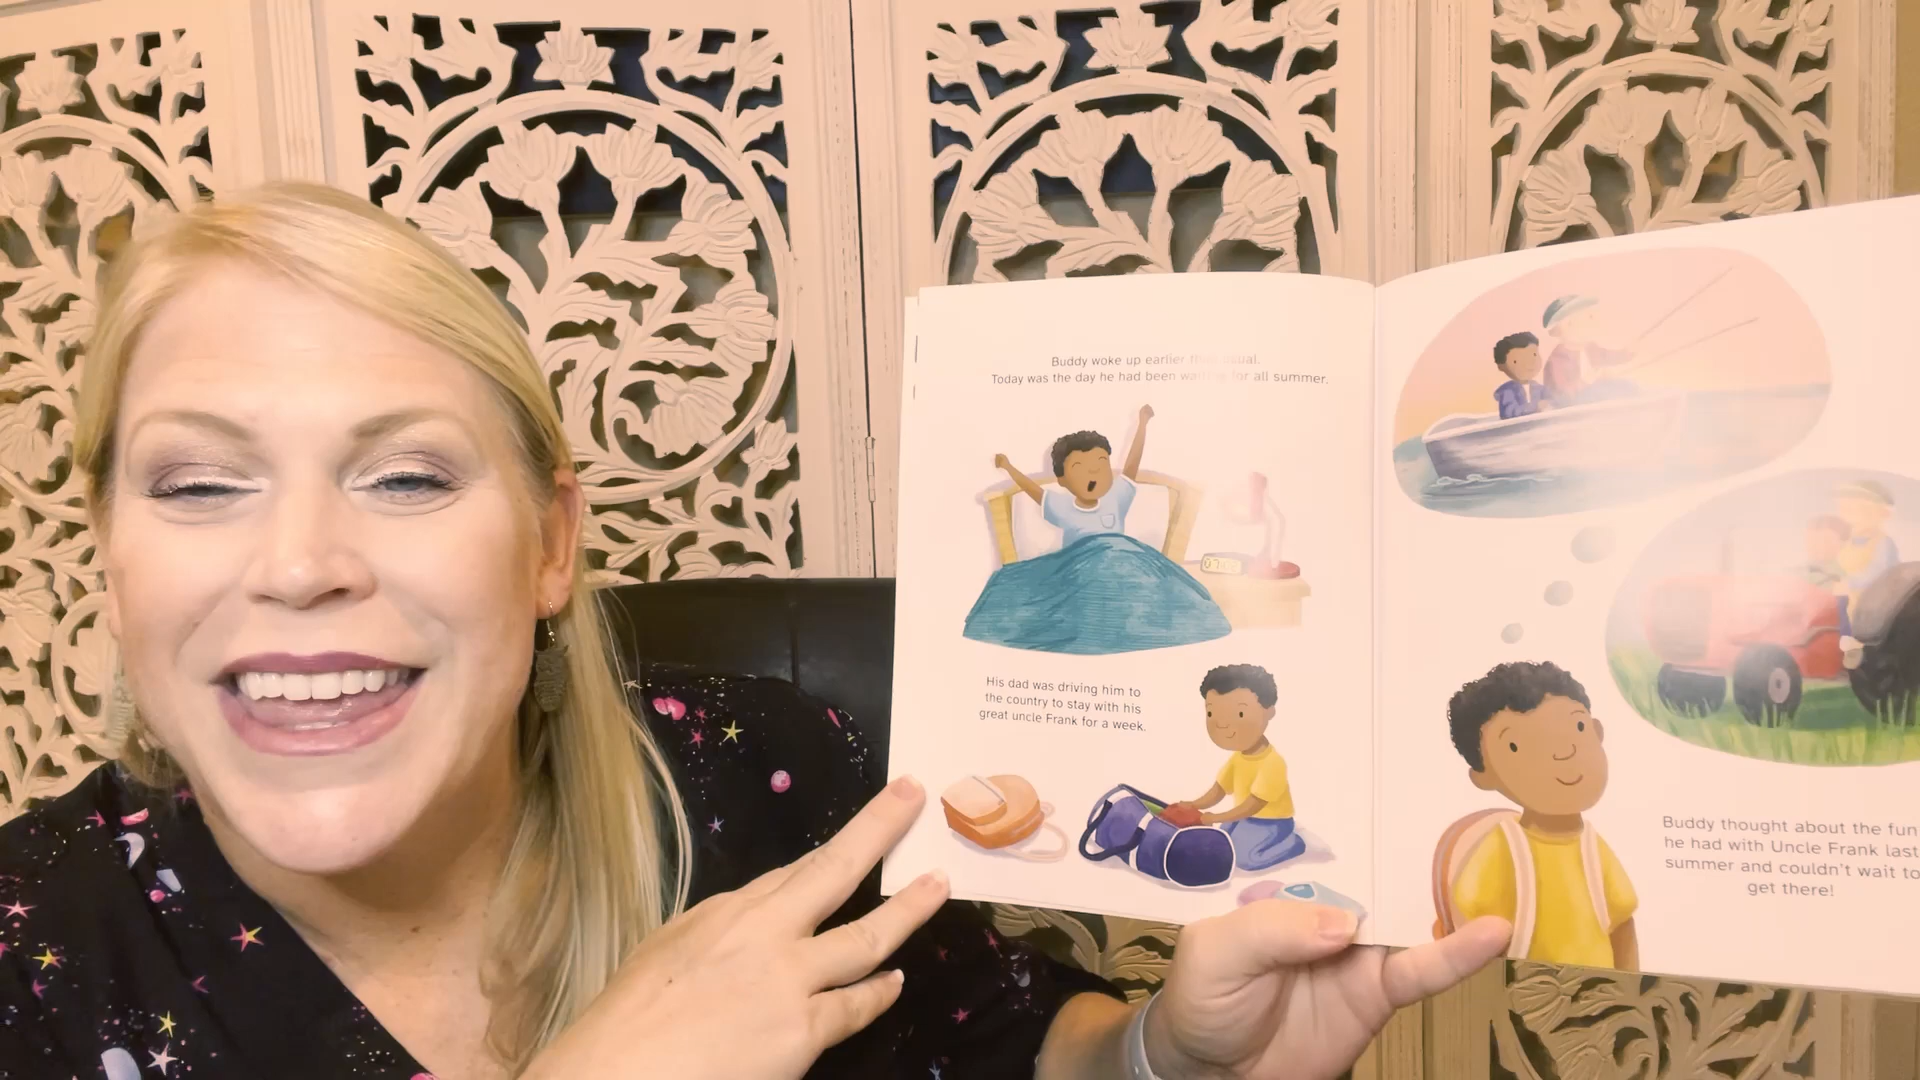 Buddy woke up earlier than usual.
Today was the day he had been waiting for all summer.
07:02
His dad was driving him to
the country to stay with his
great uncle Frank for a week.
Buddy thought about the fun
he had with Uncle Frank last
summer and couldn't wait to
get there!